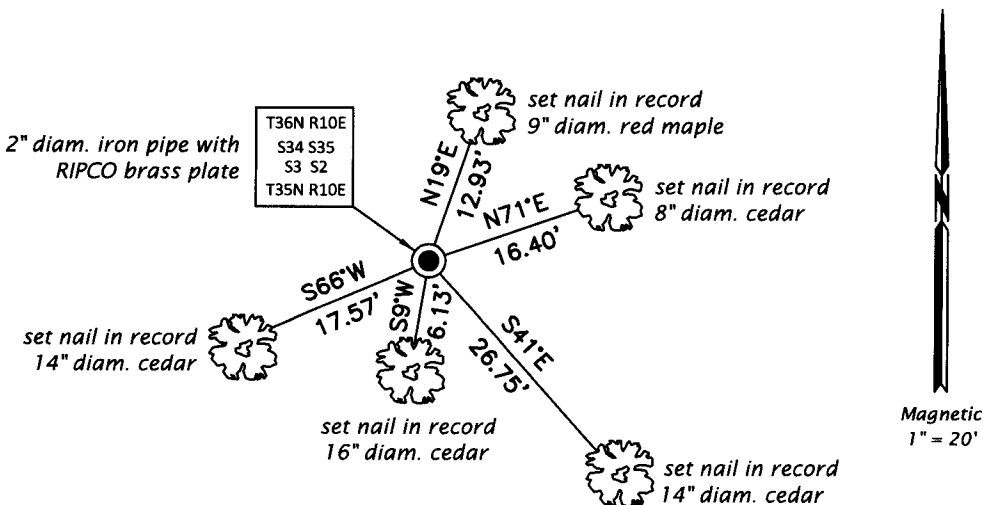 set nail in record
9" diam. red maple
2" diam. iron pipe with
RIPCO brass plate
T36N R10E
S34 S35
S3 S2
T35N R10E
N19°E
12.93'
N71°E
16.40'
set nail in record
8" diam. cedar
S66°W
17.57'
S9°W
6.13'
S41°E
26.75'
set nail in record
14" diam. cedar
set nail in record
16" diam. cedar
set nail in record
14" diam. cedar
N
Magnetic
1" = 20'